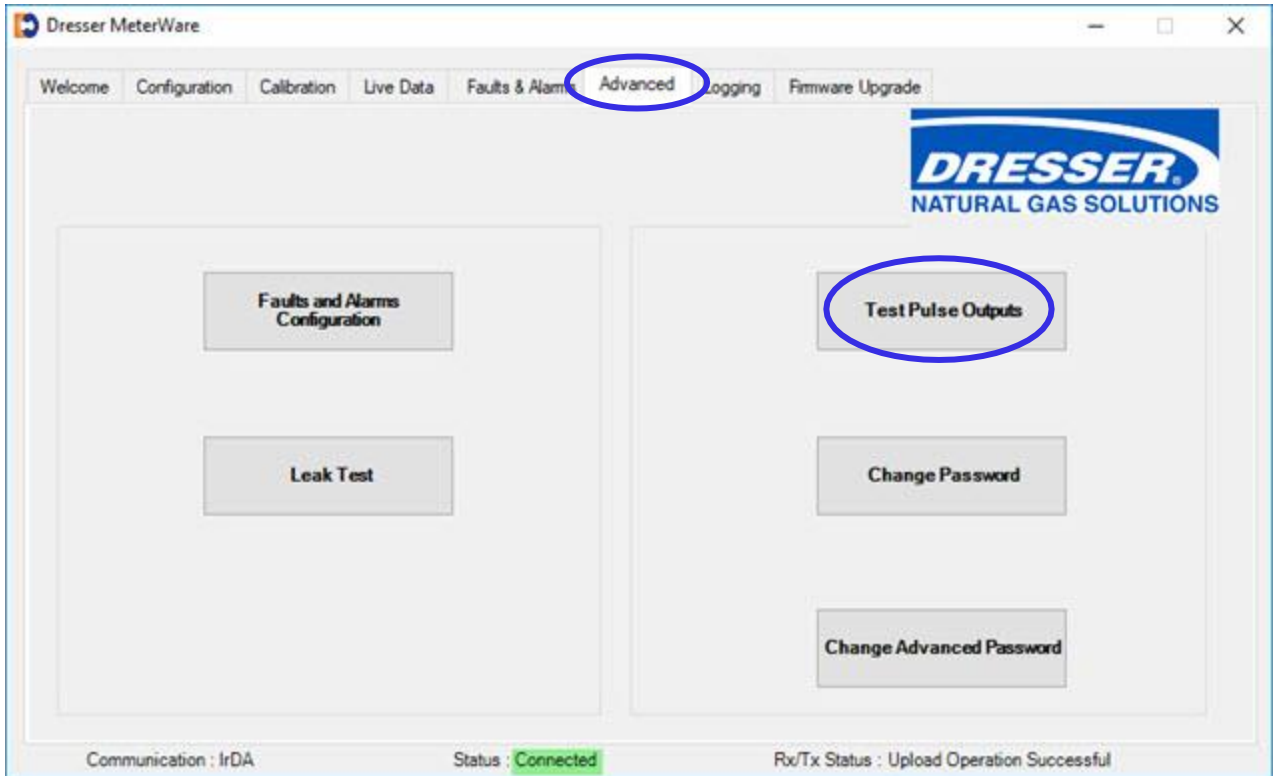 Dresser MeterWare
Welcome Configuration Calibration Live Data Faults & Alarms Advanced Logging Firmware Upgrade
DRESSER®
NATURAL GAS SOLUTIONS
Faults and Alarms
Configuration
Test Pulse Outputs
Leak Test
Change Password
Change Advanced Password
Communication : IrDA Status : Connected Rx/Tx Status : Upload Operation Successful